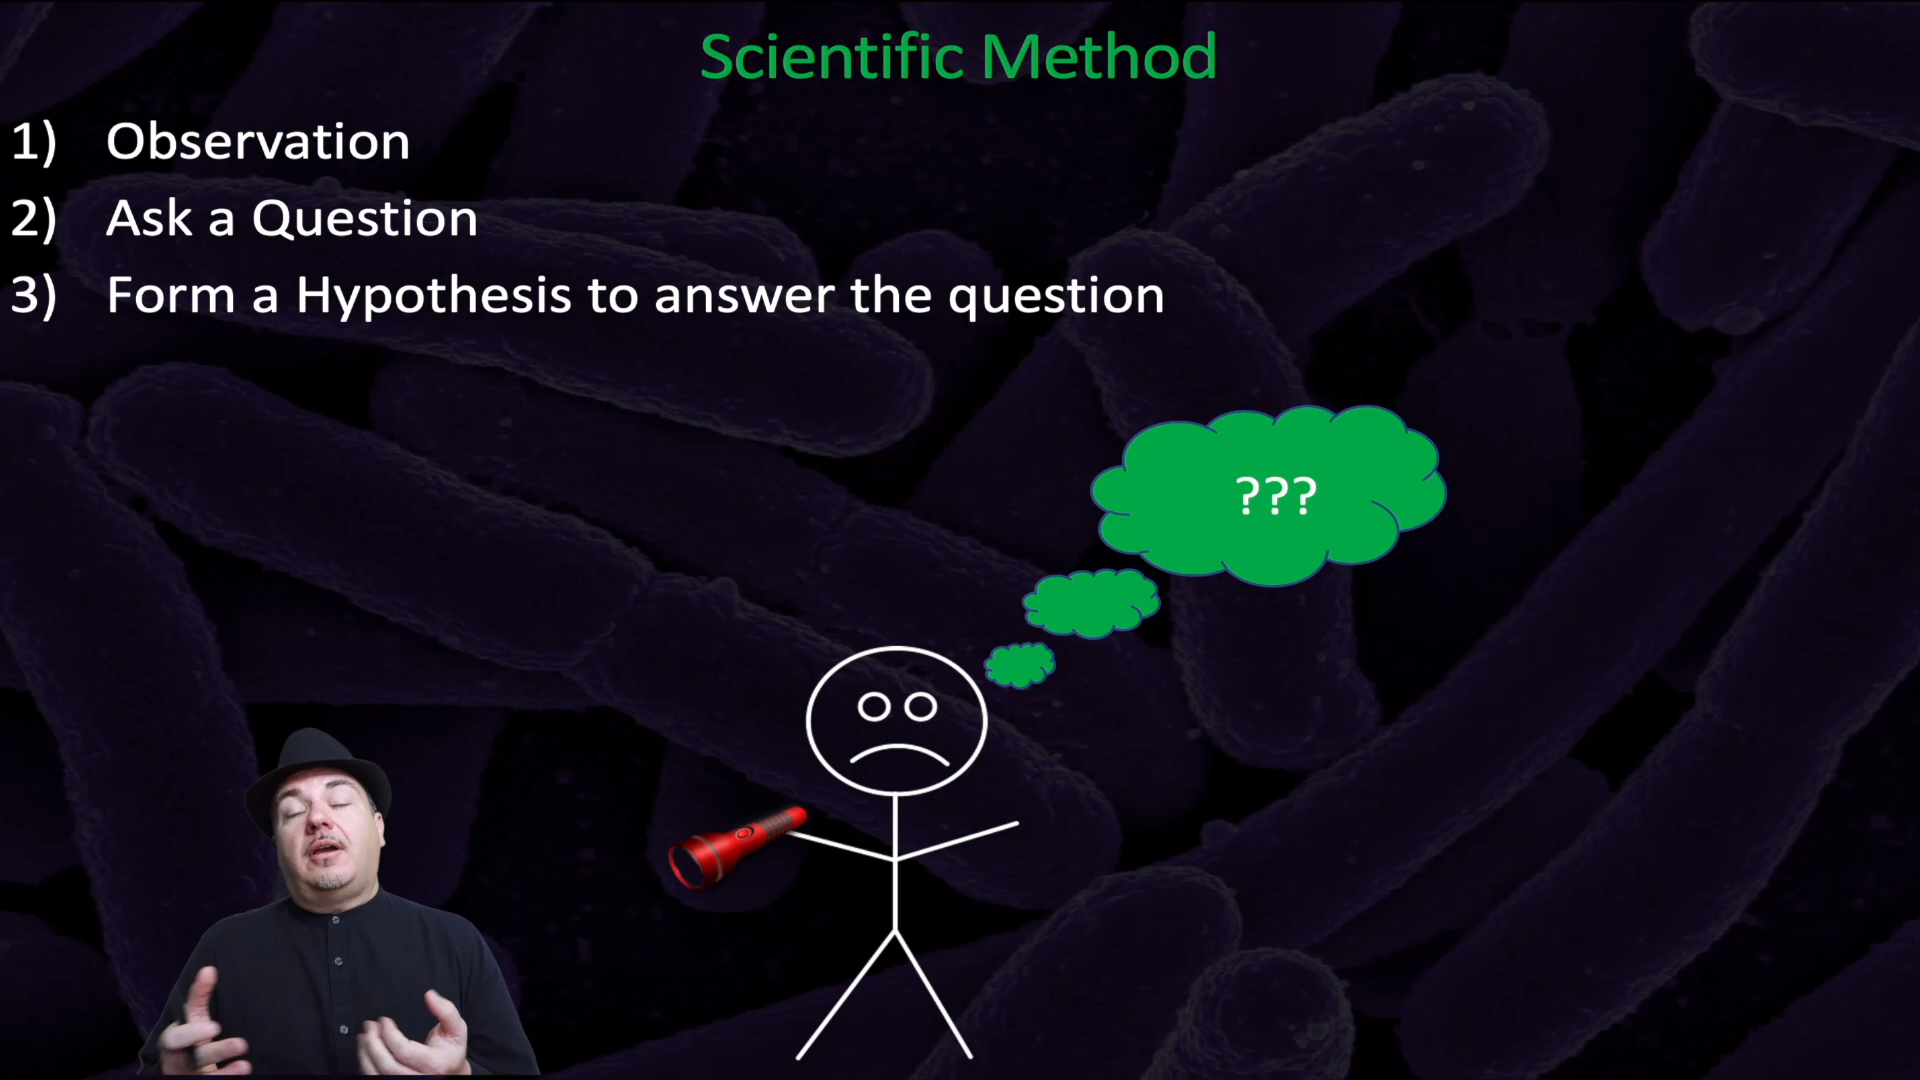 Scientific Method
1) Observation
2) Ask a Question
3) Form a Hypothesis to answer the question
???